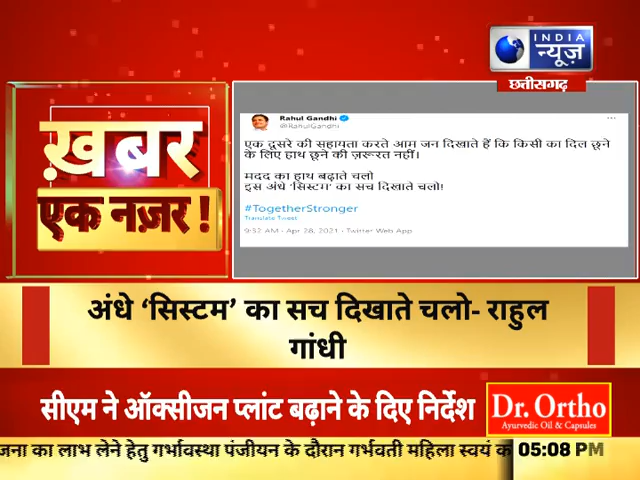 INDIA
न्यूज़
छत्तीसगढ़
ख़बर
एक नज़र !
Rahul Gandhi
@RahulGandhi
एक दूसरे की सहायता करते आम जन दिखाते हैं कि किसी का दिल छूने
के लिए हाथ छूने की ज़रूरत नहीं।
मदद का हाथ बढ़ाते चलो
इस अंधे 'सिस्टम' का सच दिखाते चलो!
#TogetherStronger
Translate Tweet
9:52 AM - Apr 28, 2021 - Twitter Web App
अंधे 'सिस्टम' का सच दिखाते चलो- राहुल
गांधी
सीएम ने ऑक्सीजन प्लांट बढ़ाने के दिए निर्देश
Dr. Ortho
Ayurvedic Oil & Capsules
जना का लाभ लेने हेतु गर्भावस्था पंजीयन के दौरान गर्भवती महिला स्वयं क
05:08 PM